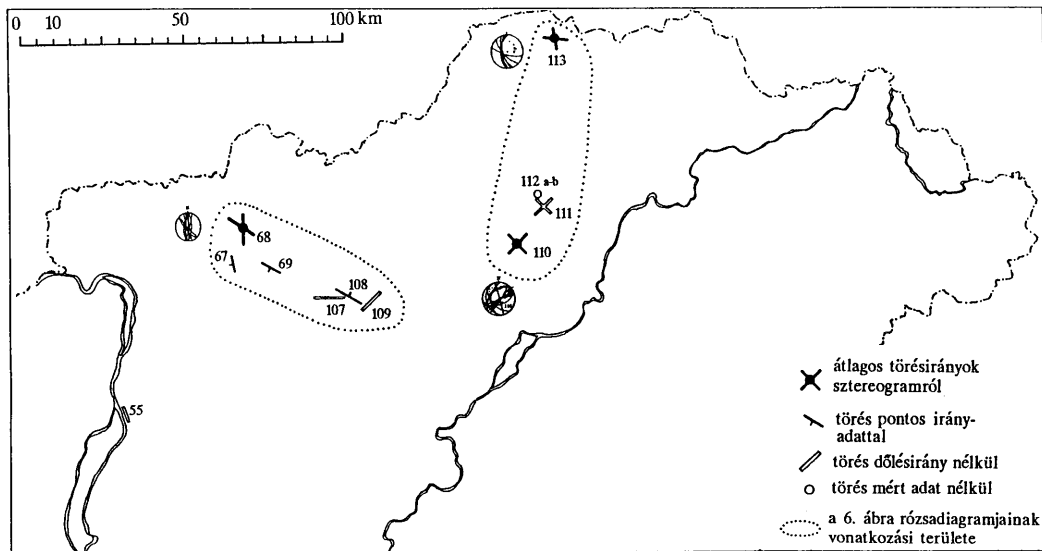 0 10 50 100 km
113
112 a-b
111
110
68
67
69
108
107
109
55
átlagos törésirányok
sztereogramról
törés pontos irány-
adattal
törés dőlésirány nélkül
törés mért adat nélkül
a 6. ábra rózsadiagramjainak
vonatkozási területe